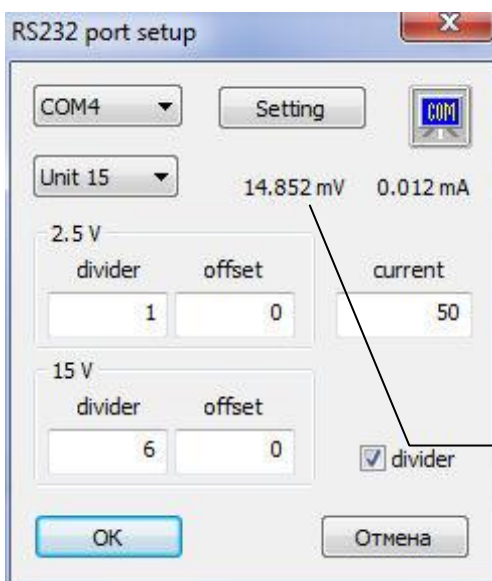 RS232 port setup
COM4 Setting COM
Unit 15 14.852 mV 0.012 mA
2.5 V
divider offset current
1 0 50
15 V
divider offset
6 0 divider
OK Отмена